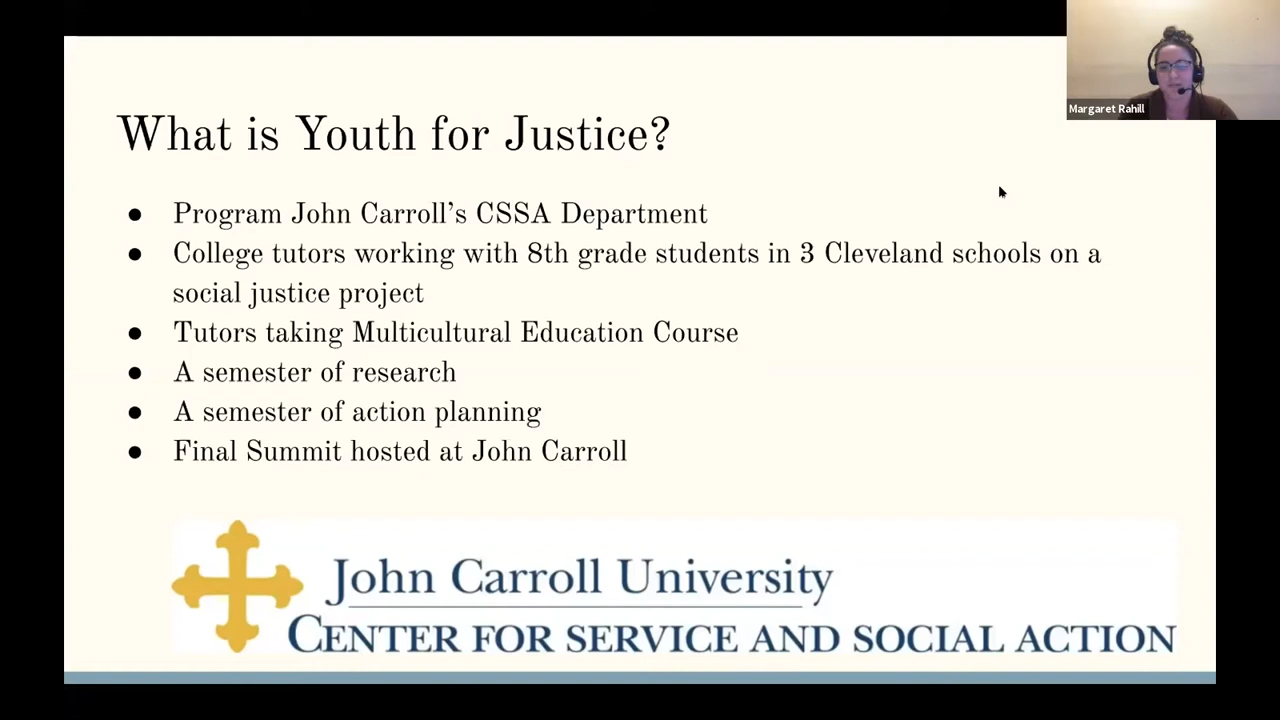 Margaret Rahill
What is Youth for Justice?
● Program John Carroll's CSSA Department
● College tutors working with 8th grade students in 3 Cleveland schools on a
social justice project
● Tutors taking Multicultural Education Course
● A semester of research
● A semester of action planning
● Final Summit hosted at John Carroll
John Carroll University
CENTER FOR SERVICE AND SOCIAL ACTION